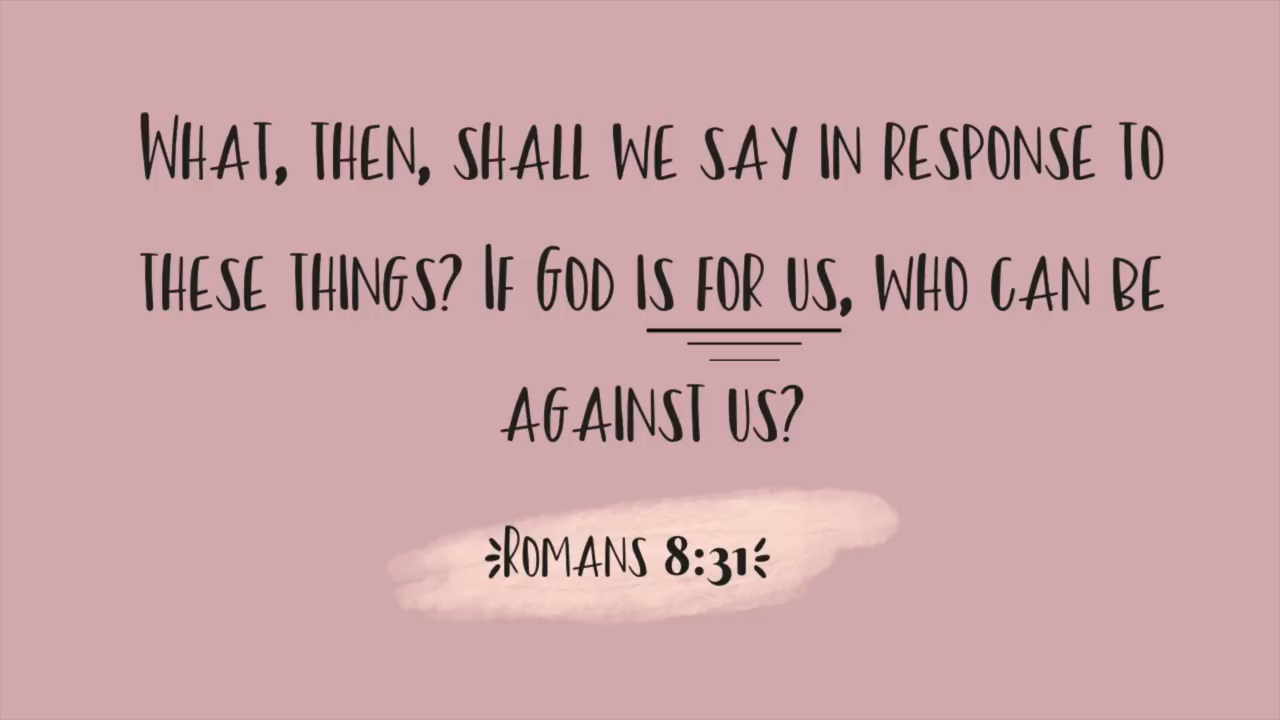 What, then, shall we say in response to
these things? If God is for us, who can be
against us?
Romans 8:31